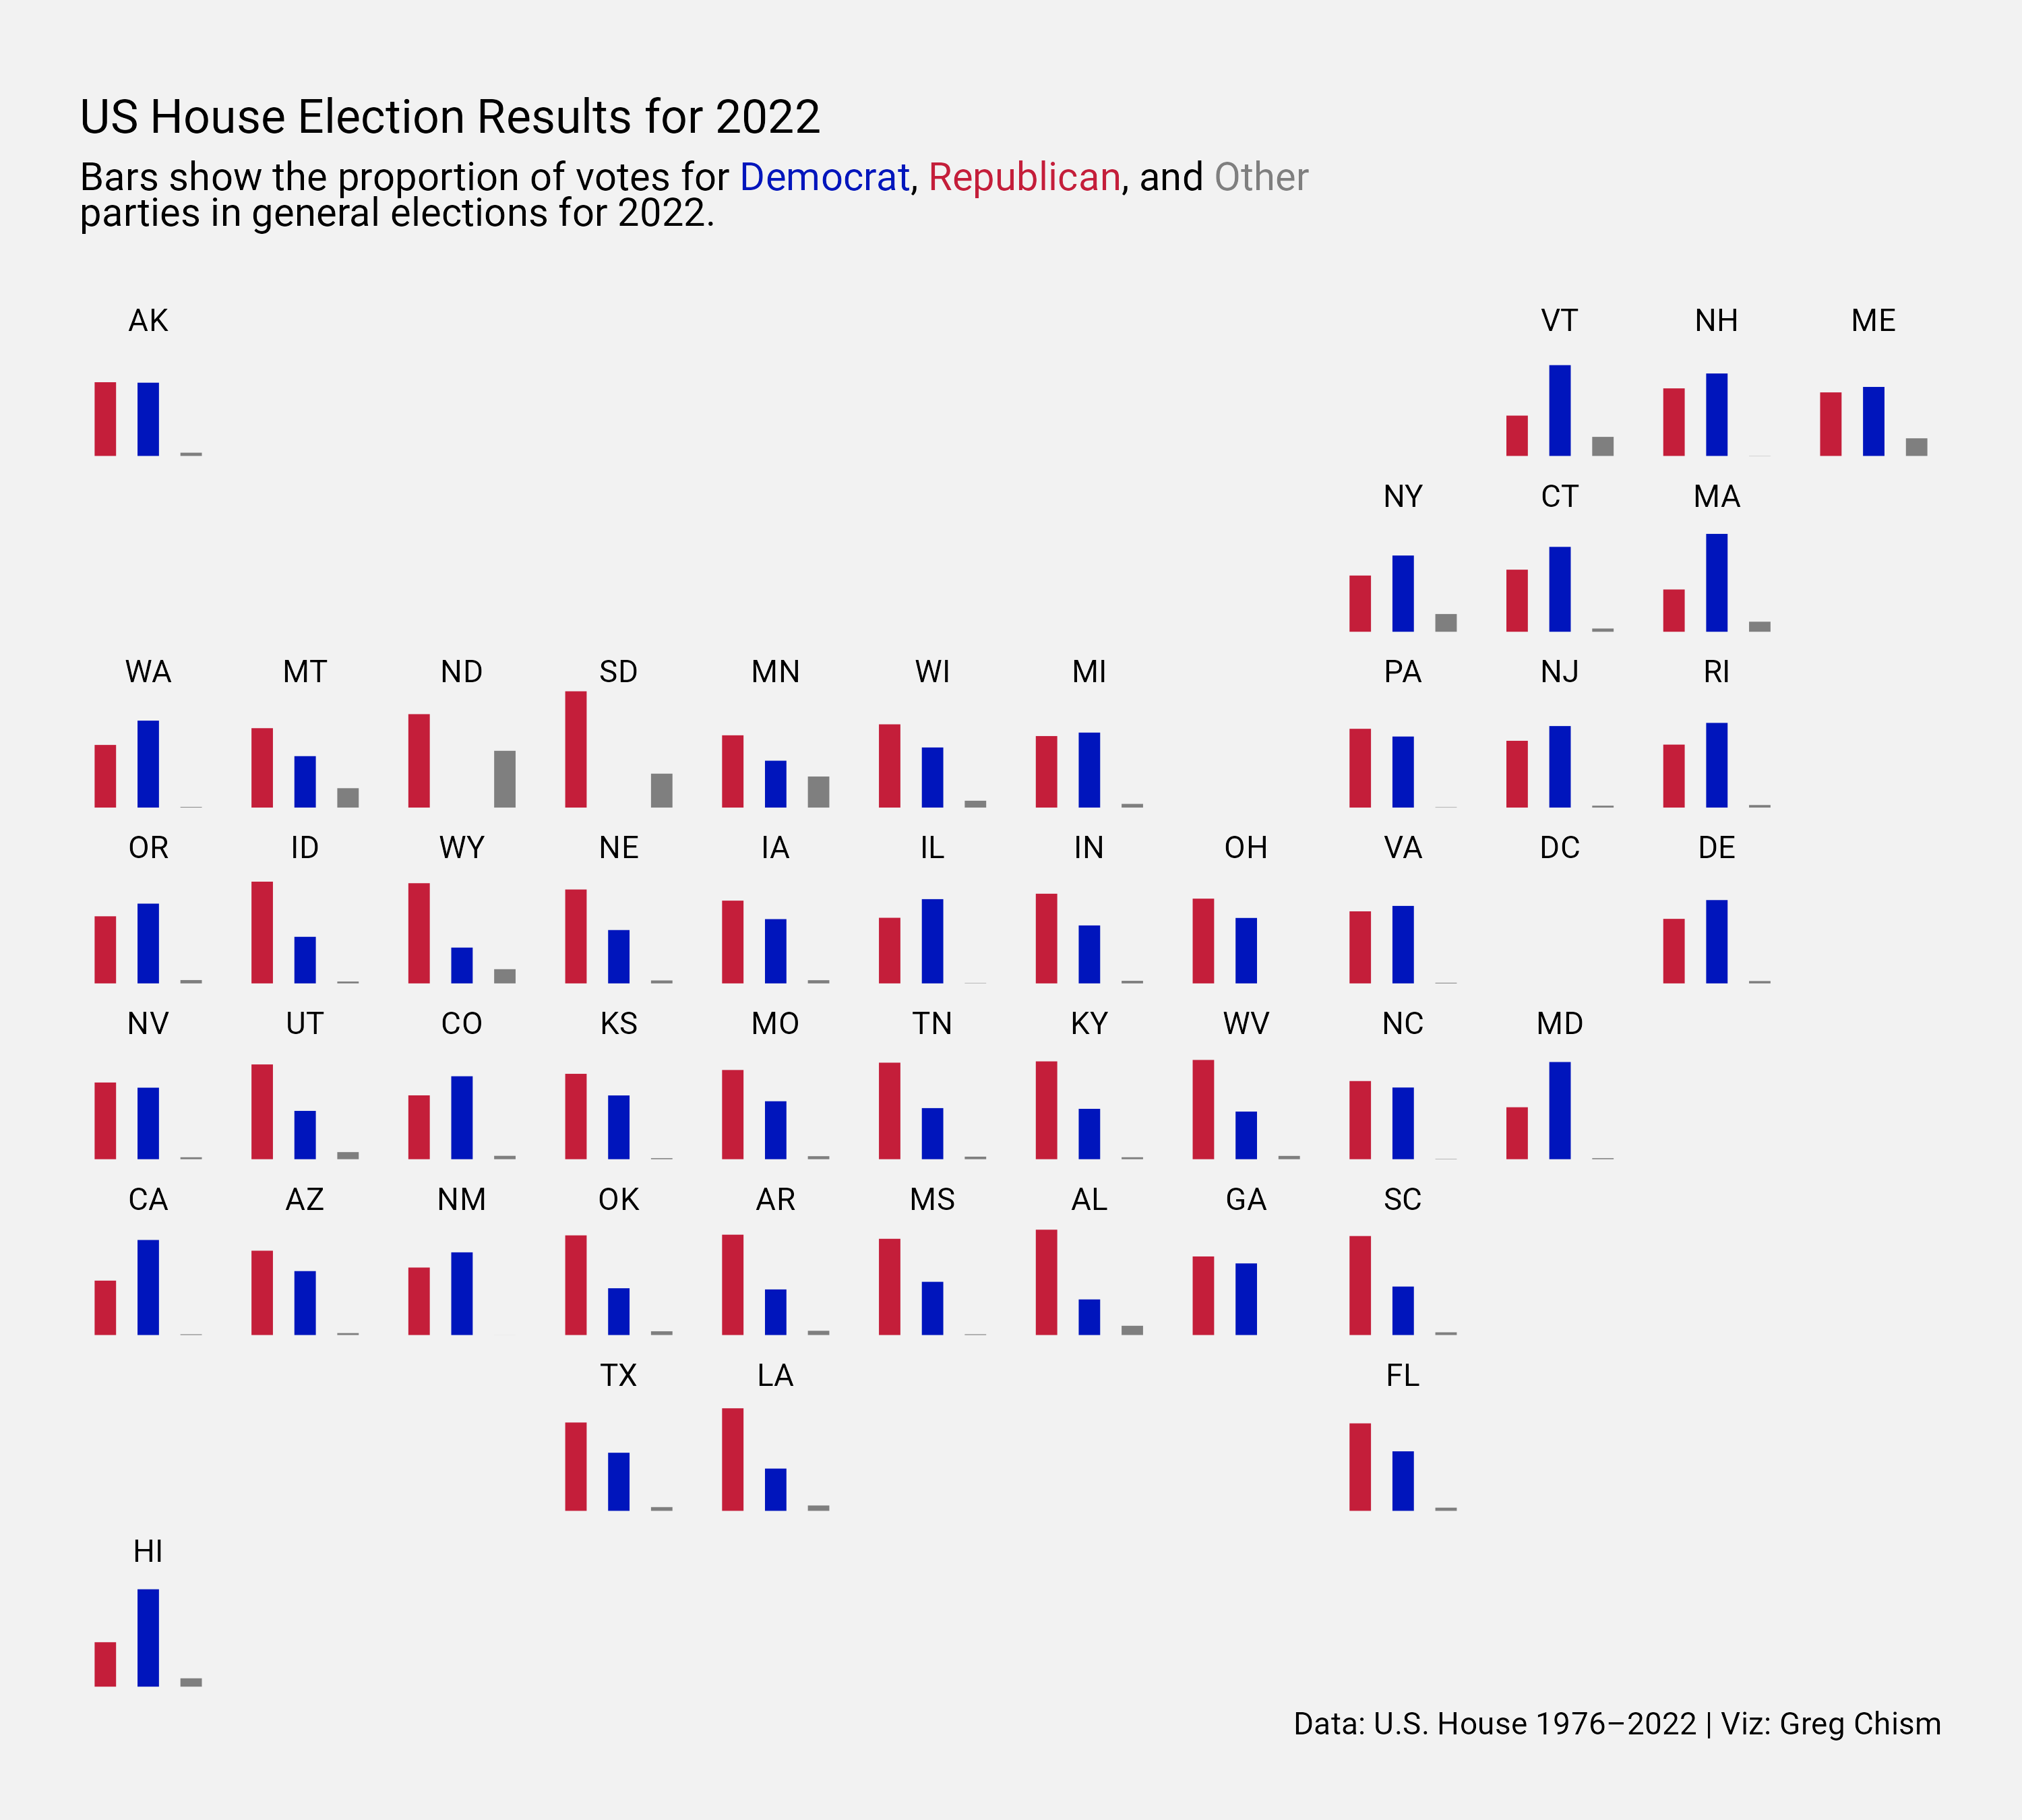 US House Election Results for 2022
Bars show the proportion of votes for Democrat, Republican, and Other
parties in general elections for 2022.
AK VT NH ME
NY CT MA
WA MT ND SD MN WI MI PA NJ RI
OR ID WY NE IA IL IN OH VA DC DE
NV UT CO KS MO TN KY WV NC MD
CA AZ NM OK AR MS AL GA SC
TX LA FL
HI
Data: U.S. House 1976–2022 | Viz: Greg Chism